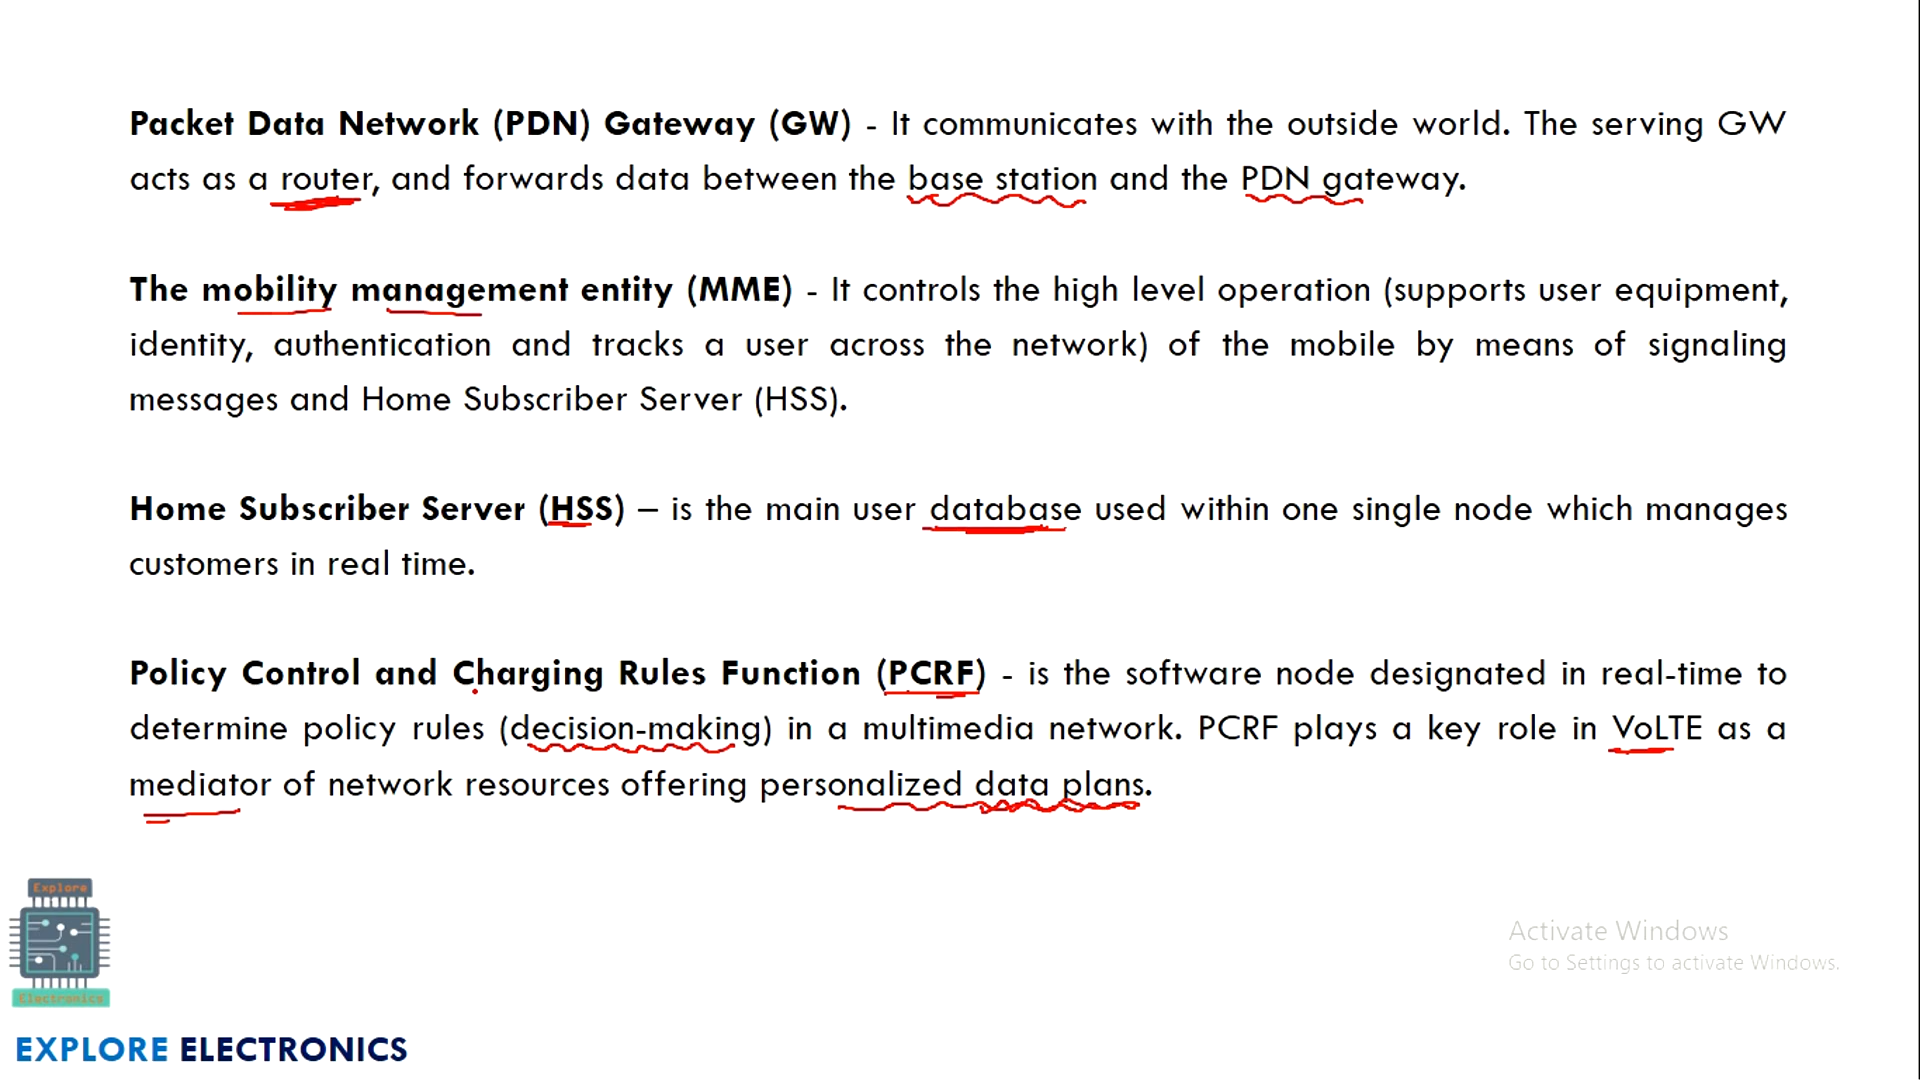 Packet Data Network (PDN) Gateway (GW) - It communicates with the outside world. The serving GW
acts as a router, and forwards data between the base station and the PDN gateway.
The mobility management entity (MME) - It controls the high level operation (supports user equipment,
identity, authentication and tracks a user across the network) of the mobile by means of signaling
messages and Home Subscriber Server (HSS).
Home Subscriber Server (HSS) – is the main user database used within one single node which manages
customers in real time.
Policy Control and Charging Rules Function (PCRF) - is the software node designated in real-time to
determine policy rules (decision-making) in a multimedia network. PCRF plays a key role in VoLTE as a
mediator of network resources offering personalized data plans.
Explore
Electronics
Activate Windows
Go to Settings to activate Windows.
EXPLORE ELECTRONICS